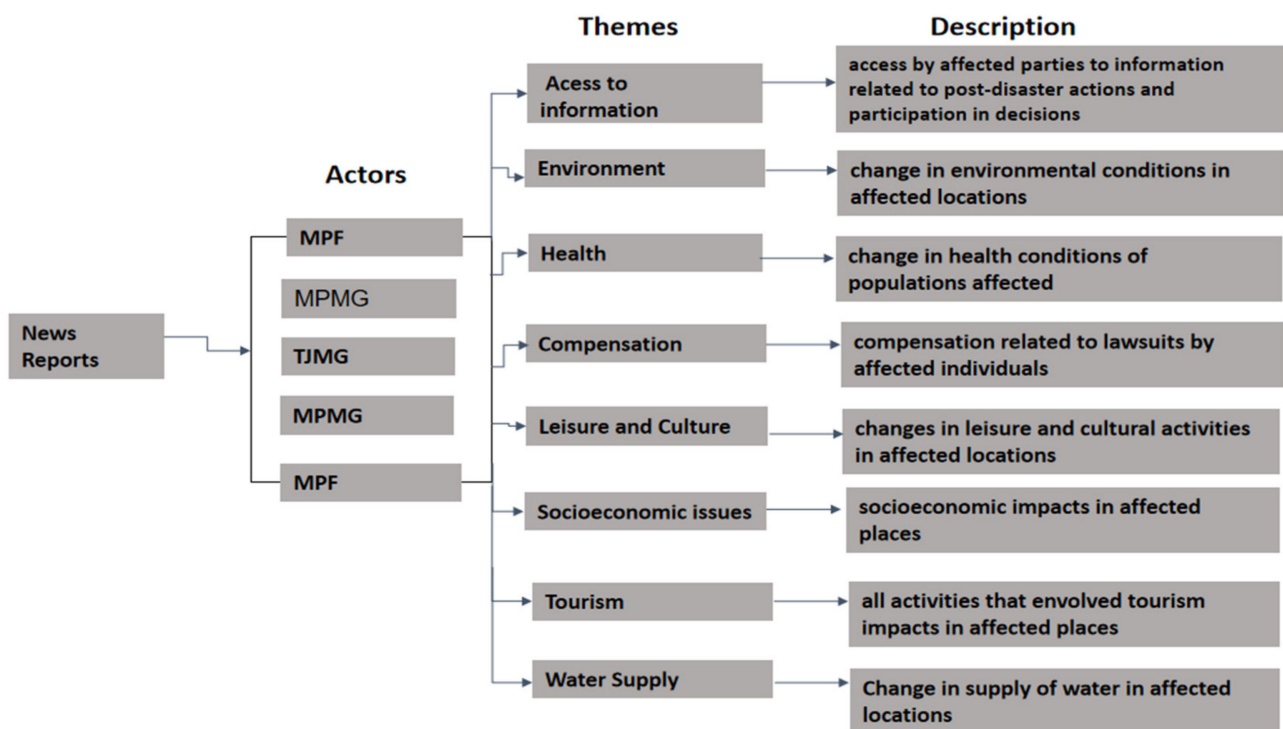 Themes
Description
Actors
News
Reports
MPF
MPMG
TJMG
MPMG
MPF
Acess to
information
Environment
Health
Compensation
Leisure and Culture
Socioeconomic issues
Tourism
Water Supply
access by affected parties to information
related to post-disaster actions and
participation in decisions
change in environmental conditions in
affected locations
change in health conditions of
populations affected
compensation related to lawsuits by
affected individuals
changes in leisure and cultural activities
in affected locations
socioeconomic impacts in affected
places
all activities that envolved tourism
impacts in affected places
Change in supply of water in affected
locations